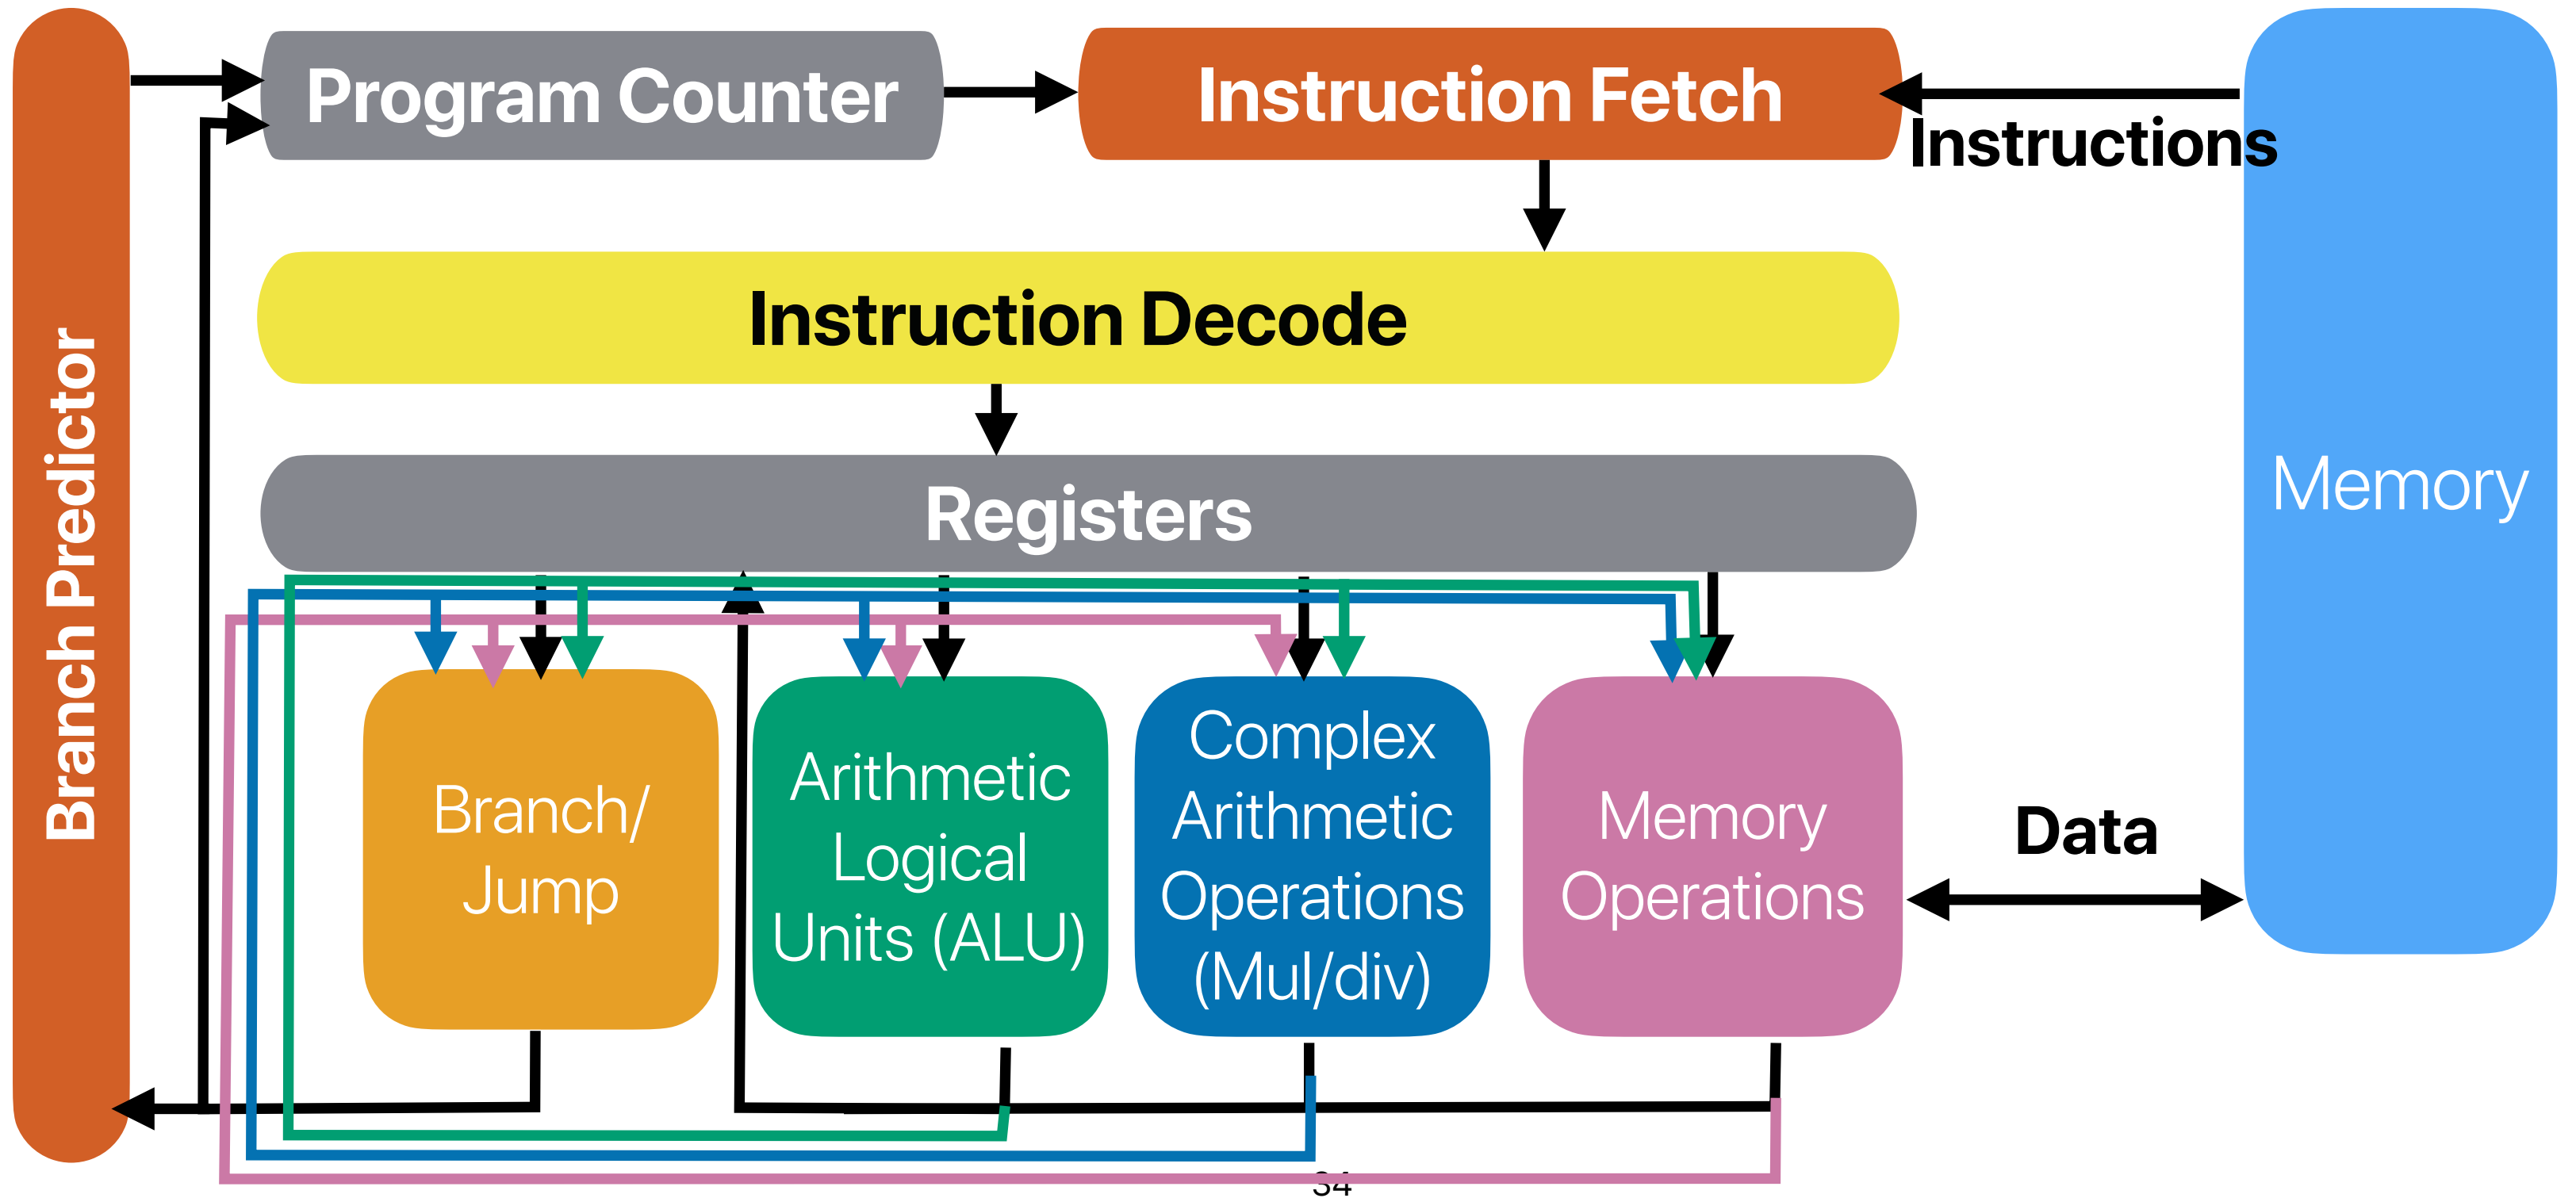 Program Counter
Instruction Fetch
Instructions
Branch Predictor
Instruction Decode
Registers
Memory
Branch/
Jump
Arithmetic
Logical
Units (ALU)
Complex
Arithmetic
Operations
(Mul/div)
Memory
Operations
Data
34